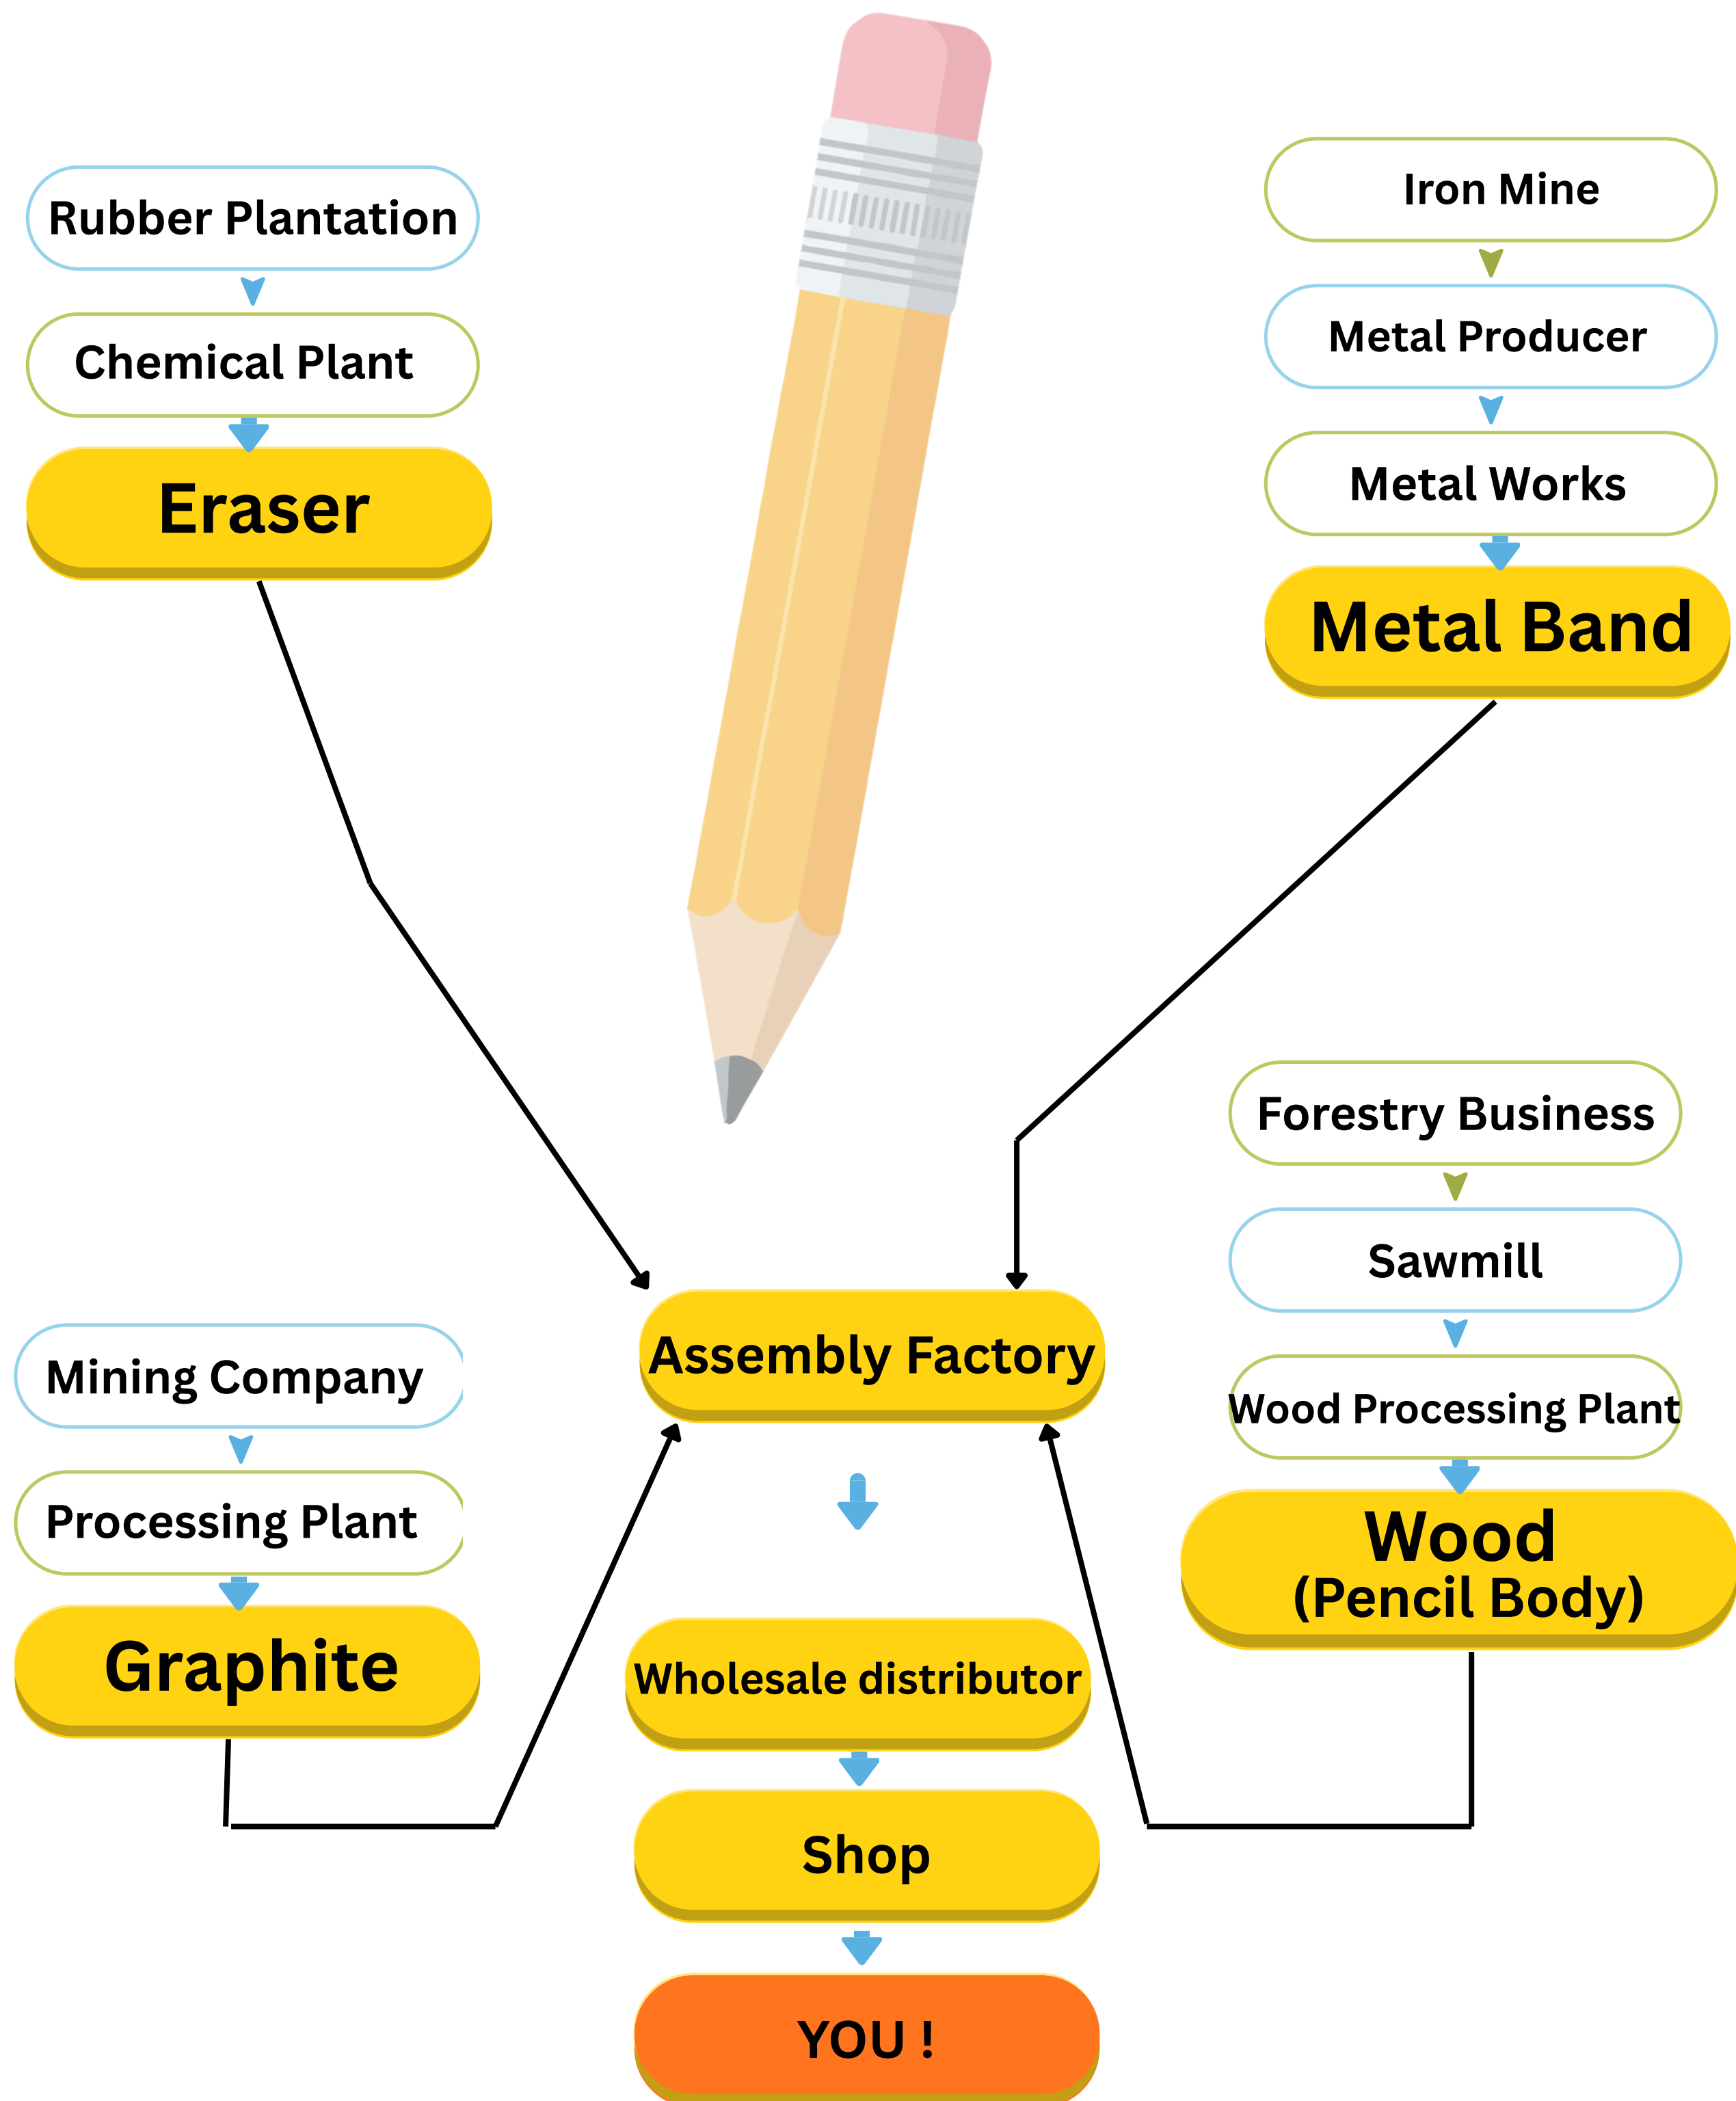 Rubber Plantation
Chemical Plant
Eraser
Iron Mine
Metal Producer
Metal Works
Metal Band
Forestry Business
Sawmill
Wood Processing Plant
Wood
(Pencil Body)
Mining Company
Processing Plant
Graphite
Assembly Factory
Wholesale distributor
Shop
YOU !